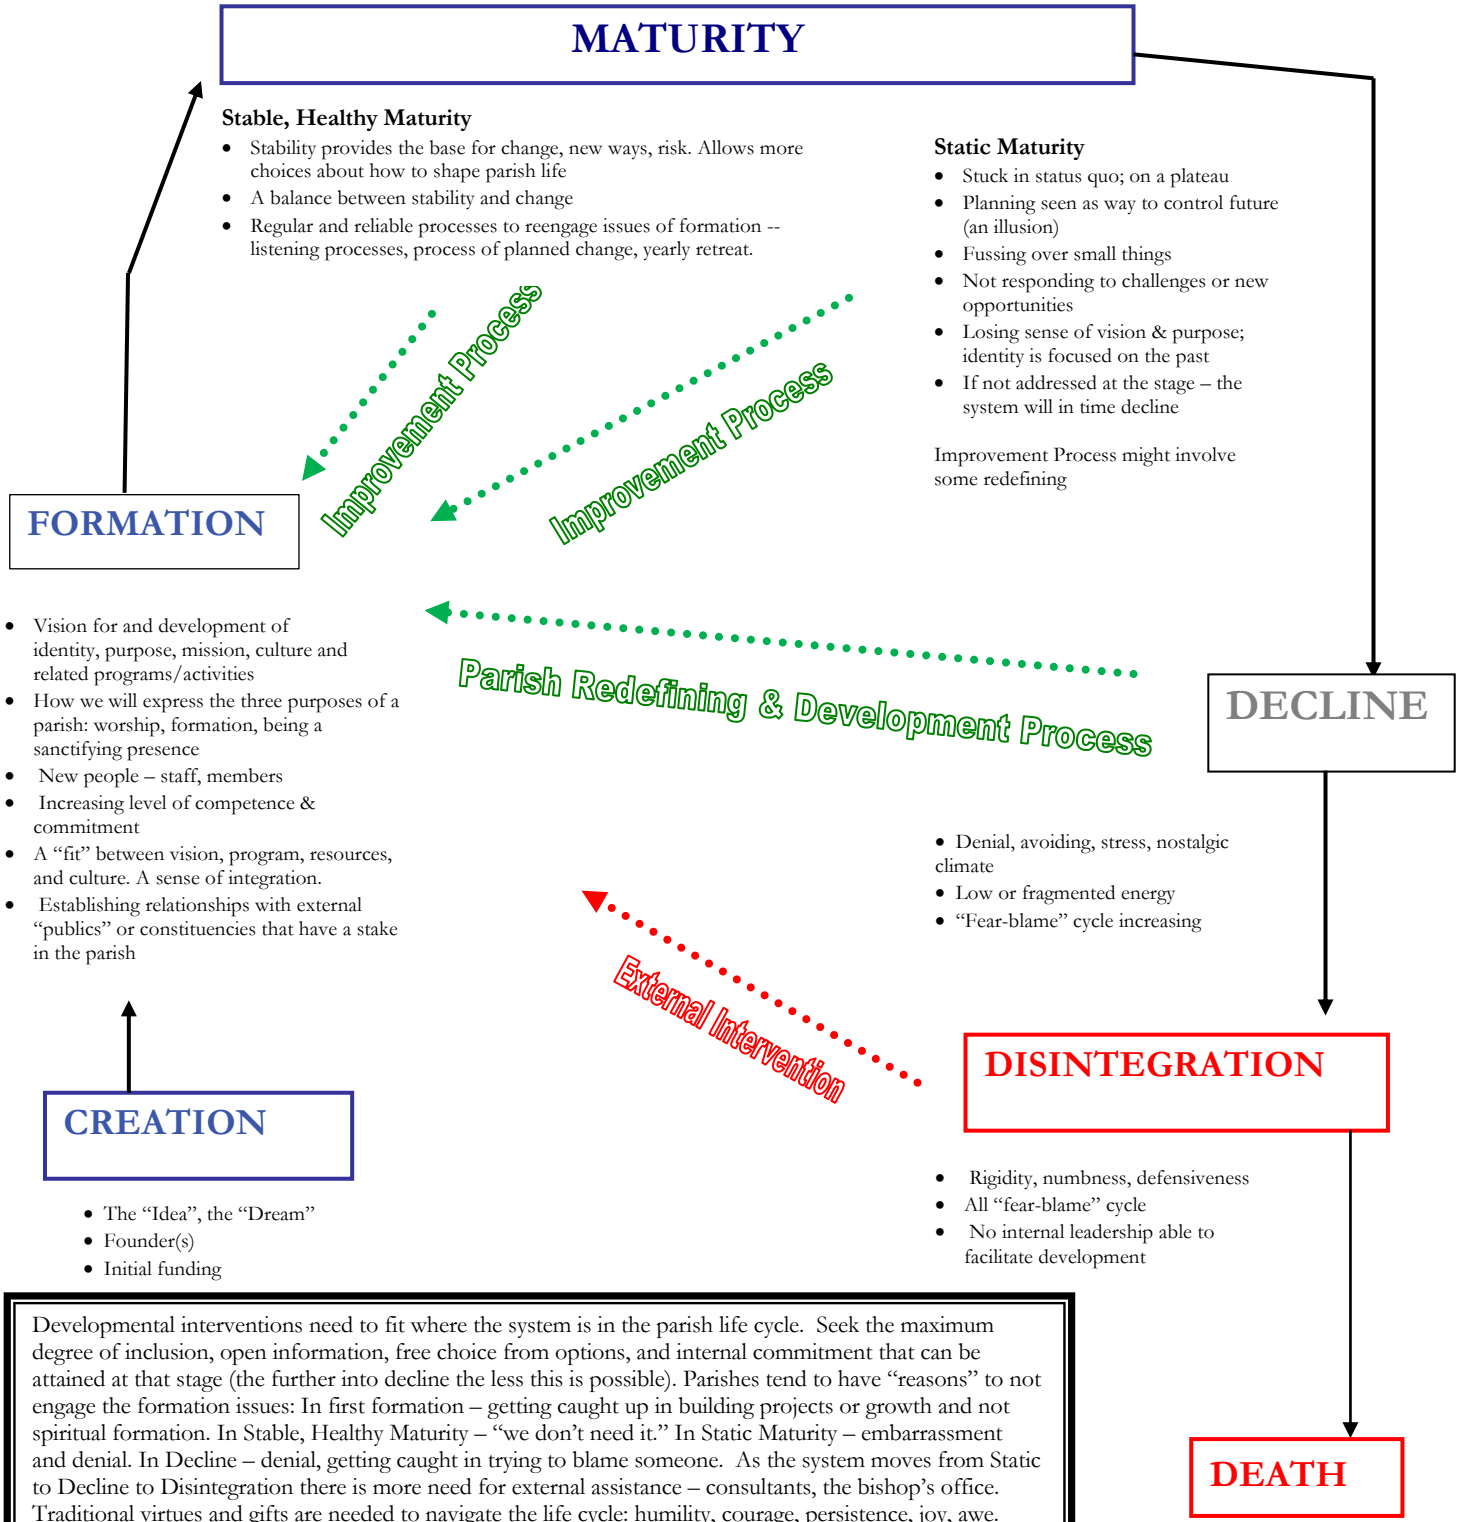 MATURITY
Stable, Healthy Maturity
• Stability provides the base for change, new ways, risk. Allows more
choices about how to shape parish life
• A balance between stability and change
• Regular and reliable processes to reengage issues of formation --
listening processes, process of planned change, yearly retreat.
Static Maturity
• Stuck in status quo; on a plateau
• Planning seen as way to control future
(an illusion)
• Fussing over small things
• Not responding to challenges or new
opportunities
• Losing sense of vision & purpose;
identity is focused on the past
• If not addressed at the stage – the
system will in time decline
Improvement Process might involve
some redefining
Improvement Process
Improvement Process
FORMATION
• Vision for and development of
identity, purpose, mission, culture and
related programs/activities
• How we will express the three purposes of a
parish: worship, formation, being a
sanctifying presence
• New people – staff, members
• Increasing level of competence &
commitment
• A “fit” between vision, program, resources,
and culture. A sense of integration.
• Establishing relationships with external
“publics” or constituencies that have a stake
in the parish
Parish Redefining & Development Process
DECLINE
• Denial, avoiding, stress, nostalgic
climate
• Low or fragmented energy
• “Fear-blame” cycle increasing
External Intervention
DISINTEGRATION
• Rigidity, numbness, defensiveness
• All “fear-blame” cycle
• No internal leadership able to
facilitate development
CREATION
• The “Idea”, the “Dream”
• Founder(s)
• Initial funding
Developmental interventions need to fit where the system is in the parish life cycle. Seek the maximum
degree of inclusion, open information, free choice from options, and internal commitment that can be
attained at that stage (the further into decline the less this is possible). Parishes tend to have “reasons” to not
engage the formation issues: In first formation – getting caught up in building projects or growth and not
spiritual formation. In Stable, Healthy Maturity – “we don’t need it.” In Static Maturity – embarrassment
and denial. In Decline – denial, getting caught in trying to blame someone. As the system moves from Static
to Decline to Disintegration there is more need for external assistance – consultants, the bishop’s office.
Traditional virtues and gifts are needed to navigate the life cycle: humility, courage, persistence, joy, awe.
DEATH